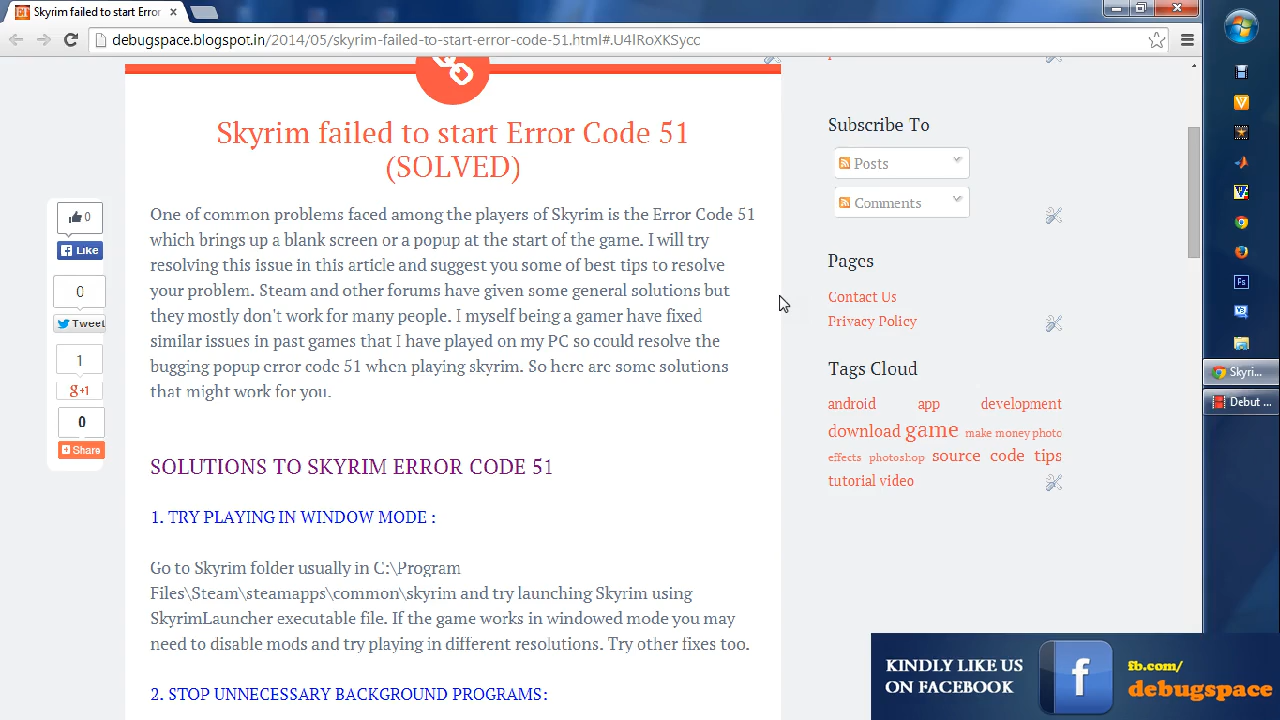 Skyrim failed to start Error
debugspace.blogspot.in/2014/05/skyrim-failed-to-start-error-code-51.html#.U4lRoXKSycc
Skyrim failed to start Error Code 51
(SOLVED)
One of common problems faced among the players of Skyrim is the Error Code 51
which brings up a blank screen or a popup at the start of the game. I will try
resolving this issue in this article and suggest you some of best tips to resolve
your problem. Steam and other forums have given some general solutions but
they mostly don't work for many people. I myself being a gamer have fixed
similar issues in past games that I have played on my PC so could resolve the
bugging popup error code 51 when playing skyrim. So here are some solutions
that might work for you.
SOLUTIONS TO SKYRIM ERROR CODE 51
1. TRY PLAYING IN WINDOW MODE :
Go to Skyrim folder usually in C:\Program
Files\Steam\steamapps\common\skyrim and try launching Skyrim using
SkyrimLauncher executable file. If the game works in windowed mode you may
need to disable mods and try playing in different resolutions. Try other fixes too.
2. STOP UNNECESSARY BACKGROUND PROGRAMS:
0
Like
0
Tweet
1
g+1
0
Share
Subscribe To
Posts
Comments
Pages
Contact Us
Privacy Policy
Tags Cloud
android app development
download game make money photo
effects photoshop source code tips
tutorial video
Skyri...
Debut ...
KINDLY LIKE US
ON FACEBOOK
f
fb.com/
debugspace